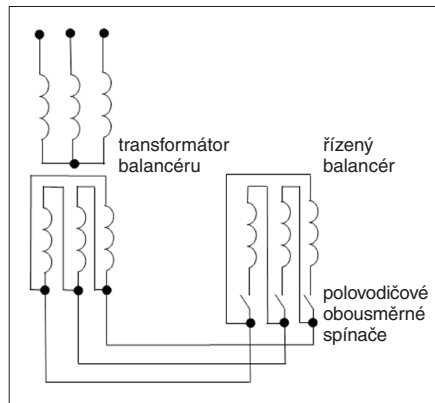 transformátor
balancéru
řízený
balancér
polovodičové
obousměrné
spínače